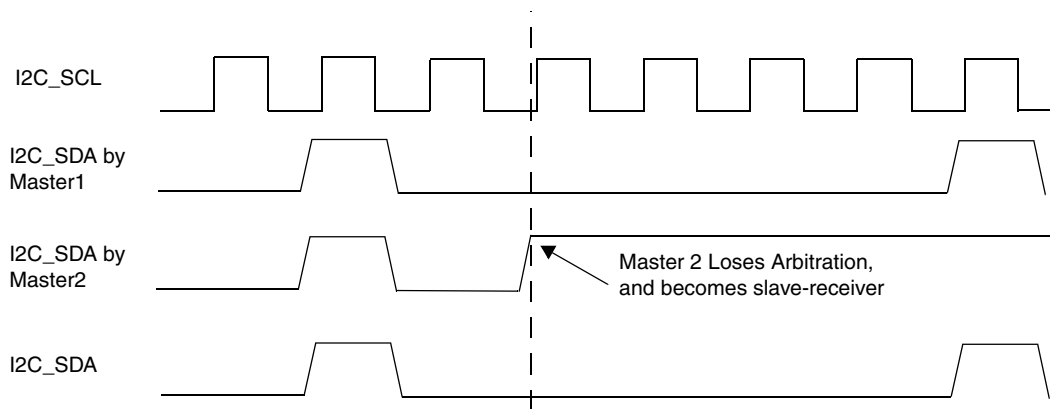 I2C_SCL
I2C_SDA by
Master1
I2C_SDA by
Master2
Master 2 Loses Arbitration,
and becomes slave-receiver
I2C_SDA